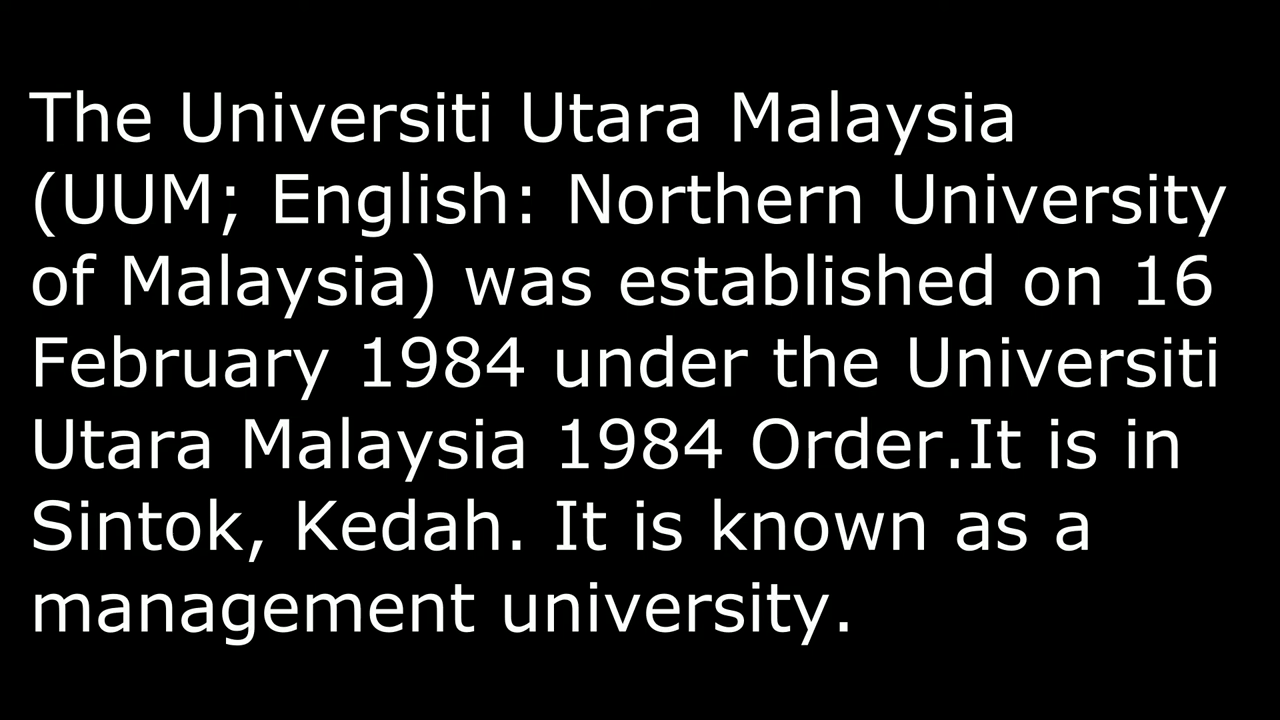 The Universiti Utara Malaysia
(UUM; English: Northern University
of Malaysia) was established on 16
February 1984 under the Universiti
Utara Malaysia 1984 Order.It is in
Sintok, Kedah. It is known as a
management university.